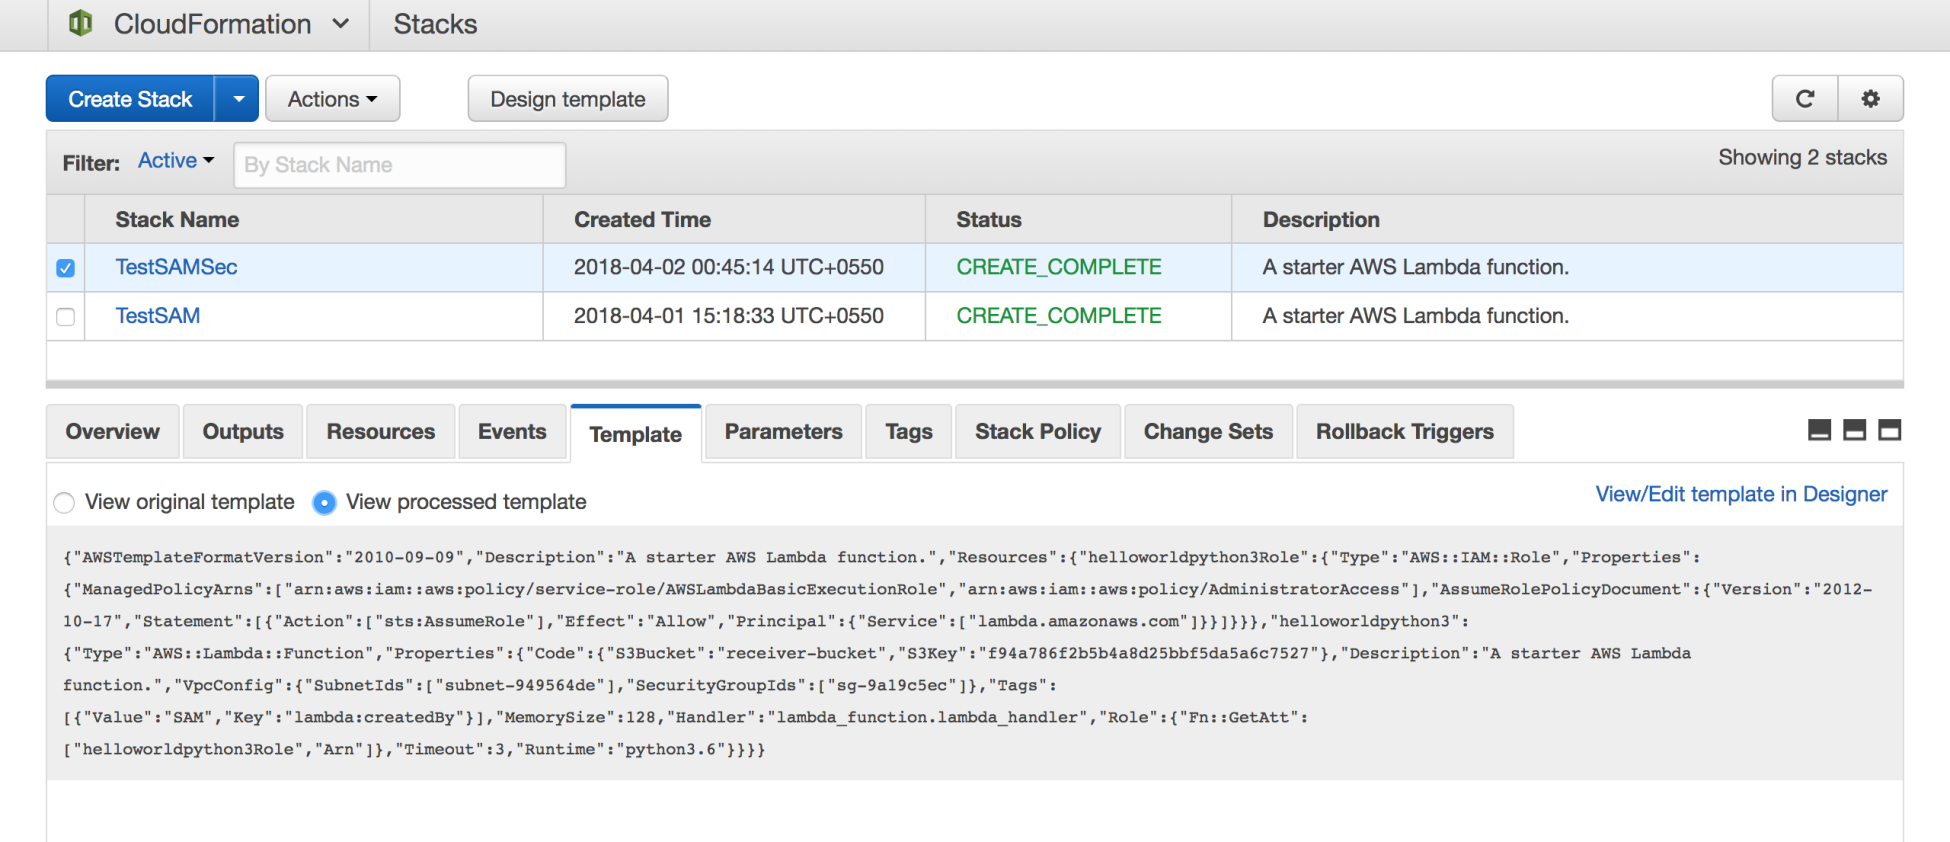 CloudFormation Stacks
Create Stack Actions Design template
Filter: Active By Stack Name Showing 2 stacks
Stack Name Created Time Status Description
TestSAMSec 2018-04-02 00:45:14 UTC+0550 CREATE_COMPLETE A starter AWS Lambda function.
TestSAM 2018-04-01 15:18:33 UTC+0550 CREATE_COMPLETE A starter AWS Lambda function.
Overview Outputs Resources Events Template Parameters Tags Stack Policy Change Sets Rollback Triggers
View original template View processed template View/Edit template in Designer
{"AWSTemplateFormatVersion":"2010-09-09","Description":"A starter AWS Lambda function.","Resources":{"helloworldpython3Role":{"Type":"AWS::IAM::Role","Properties":
{"ManagedPolicyArns":["arn:aws:iam::aws:policy/service-role/AWSLambdaBasicExecutionRole","arn:aws:iam::aws:policy/AdministratorAccess"],"AssumeRolePolicyDocument":{"Version":"2012-
10-17","Statement":[{"Action":["sts:AssumeRole"],"Effect":"Allow","Principal":{"Service":["lambda.amazonaws.com"]}}]}}},"helloworldpython3":
{"Type":"AWS::Lambda::Function","Properties":{"Code":{"S3Bucket":"receiver-bucket","S3Key":"f94a786f2b5b4a8d25bbf5da5a6c7527"},"Description":"A starter AWS Lambda
function.","VpcConfig":{"SubnetIds":["subnet-949564de"],"SecurityGroupIds":["sg-9a19c5ec"]},"Tags":
[{"Value":"SAM","Key":"lambda:createdBy"}],"MemorySize":128,"Handler":"lambda_function.lambda_handler","Role":{"Fn::GetAtt":
["helloworldpython3Role","Arn"]},"Timeout":3,"Runtime":"python3.6"}}}}